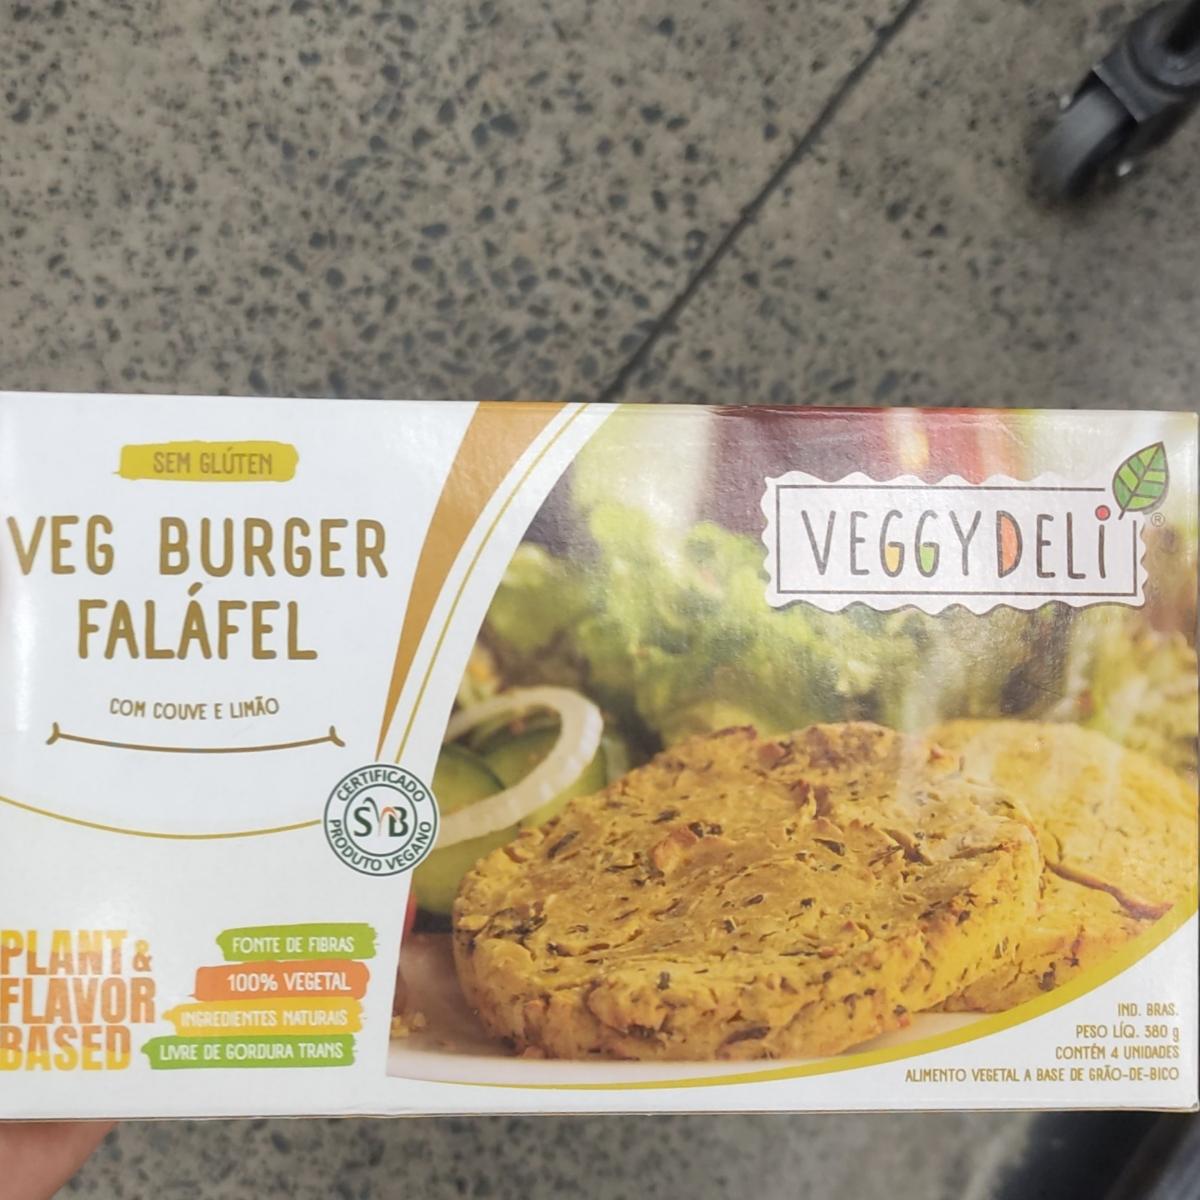 SEM GLÚTEN
VEG BURGER
FALÁFEL
COM COUVE E LIMÃO
CERTIFICADO
SVB
PRODUTO VEGANO
PLANT &
FLAVOR
BASED
FONTE DE FIBRAS
100% VEGETAL
INGREDIENTES NATURAIS
LIVRE DE GORDURA TRANS
VEGGY DELI
®
IND. BRAS.
PESO LÍQ. 380 g
CONTÉM 4 UNIDADES
ALIMENTO VEGETAL A BASE DE GRÃO-DE-BICO